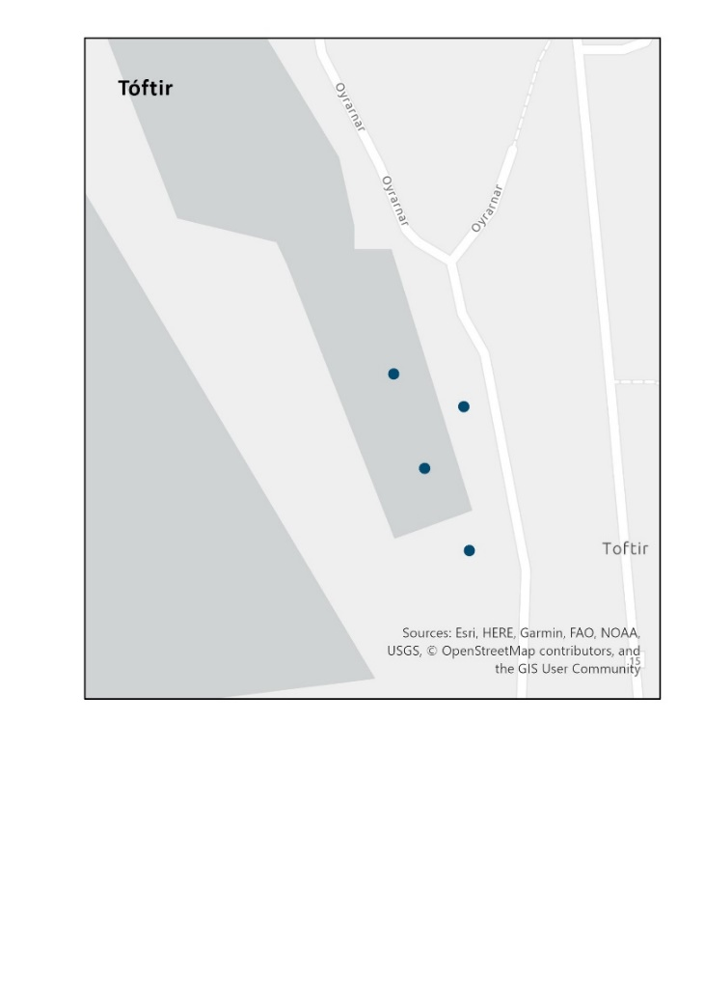 Tóftir
Oyrarnar
Oyrarnar
Oyrarnar
Toftir
Sources: Esri, HERE, Garmin, FAO, NOAA,
USGS, © OpenStreetMap contributors, and
15
the GIS User Community